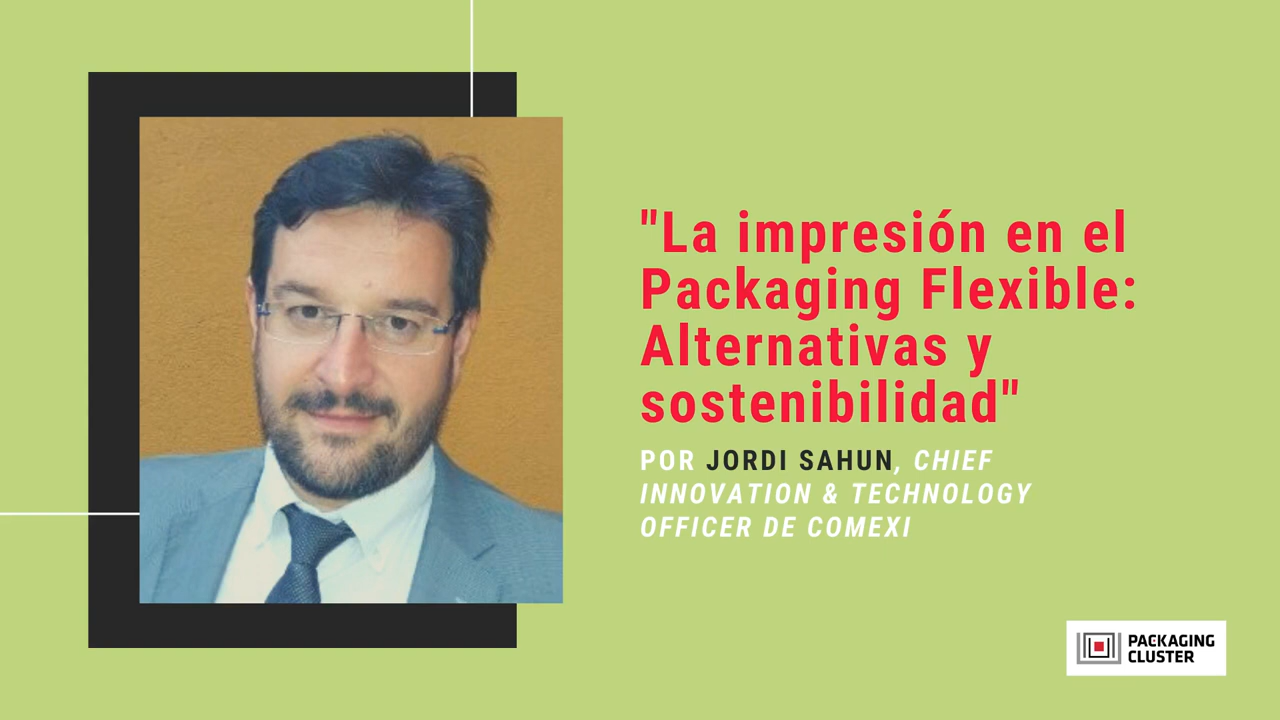 "La impresión en el
Packaging Flexible:
Alternativas y
sostenibilidad"
POR JORDI SAHUN, CHIEF
INNOVATION & TECHNOLOGY
OFFICER DE COMEXI
PACKAGING
CLUSTER